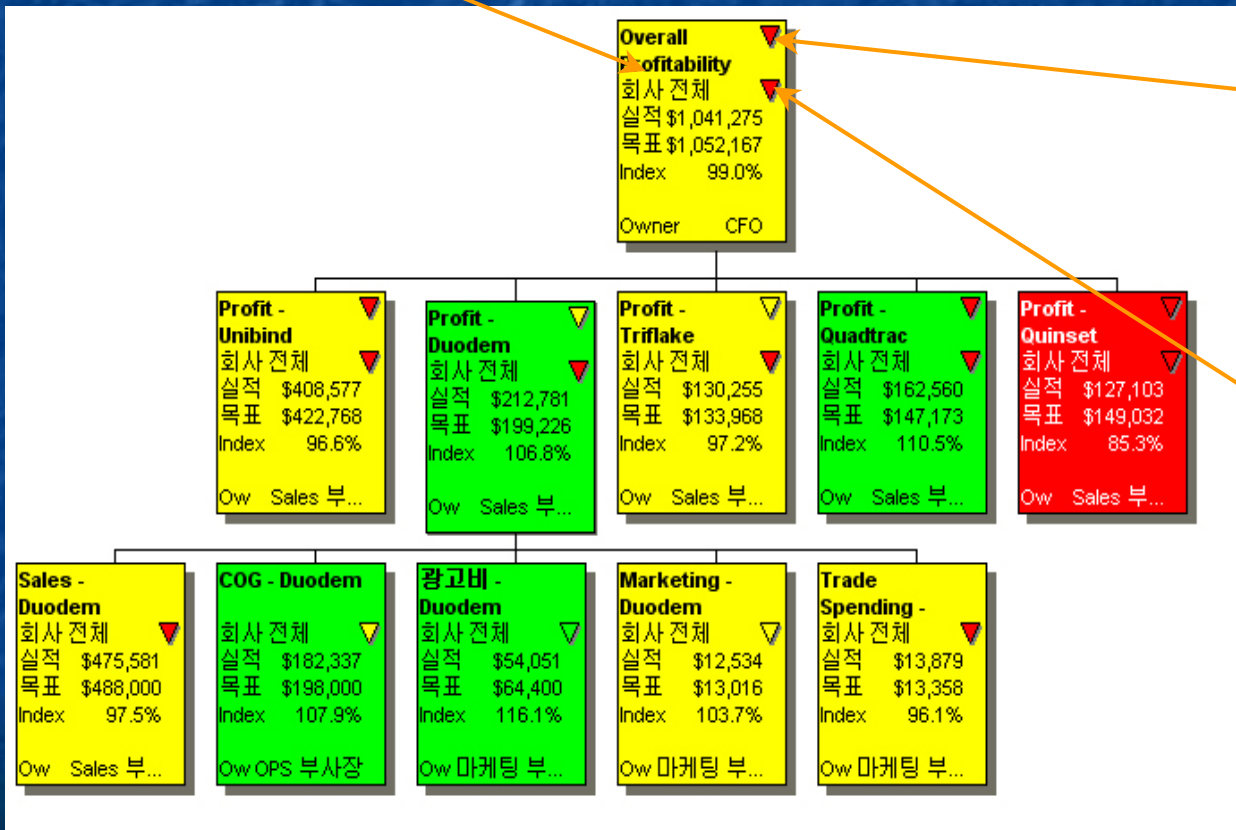 Overall
Profitability
회사 전체
실적 $1,041,275
목표 $1,052,167
Index 99.0%
Owner CFO
Profit -
Unibind
회사 전체
실적 $408,577
목표 $422,768
Index 96.6%
Ow Sales 부...
Profit -
Duodem
회사 전체
실적 $212,781
목표 $199,226
Index 106.8%
Ow Sales 부...
Profit -
Triflake
회사 전체
실적 $130,255
목표 $133,968
Index 97.2%
Ow Sales 부...
Profit -
Quadtrac
회사 전체
실적 $162,560
목표 $147,173
Index 110.5%
Ow Sales 부...
Profit -
Quinset
회사 전체
실적 $127,103
목표 $149,032
Index 85.3%
Ow Sales 부...
Sales -
Duodem
회사 전체
실적 $475,581
목표 $488,000
Index 97.5%
Ow Sales 부...
COG - Duodem
회사 전체
실적 $182,337
목표 $198,000
Index 107.9%
Ow OPS 부사장
광고비 -
Duodem
회사 전체
실적 $54,051
목표 $64,400
Index 116.1%
Ow 마케팅 부...
Marketing -
Duodem
회사 전체
실적 $12,534
목표 $13,016
Index 103.7%
Ow 마케팅 부...
Trade
Spending -
회사 전체
실적 $13,879
목표 $13,358
Index 96.1%
Ow 마케팅 부...